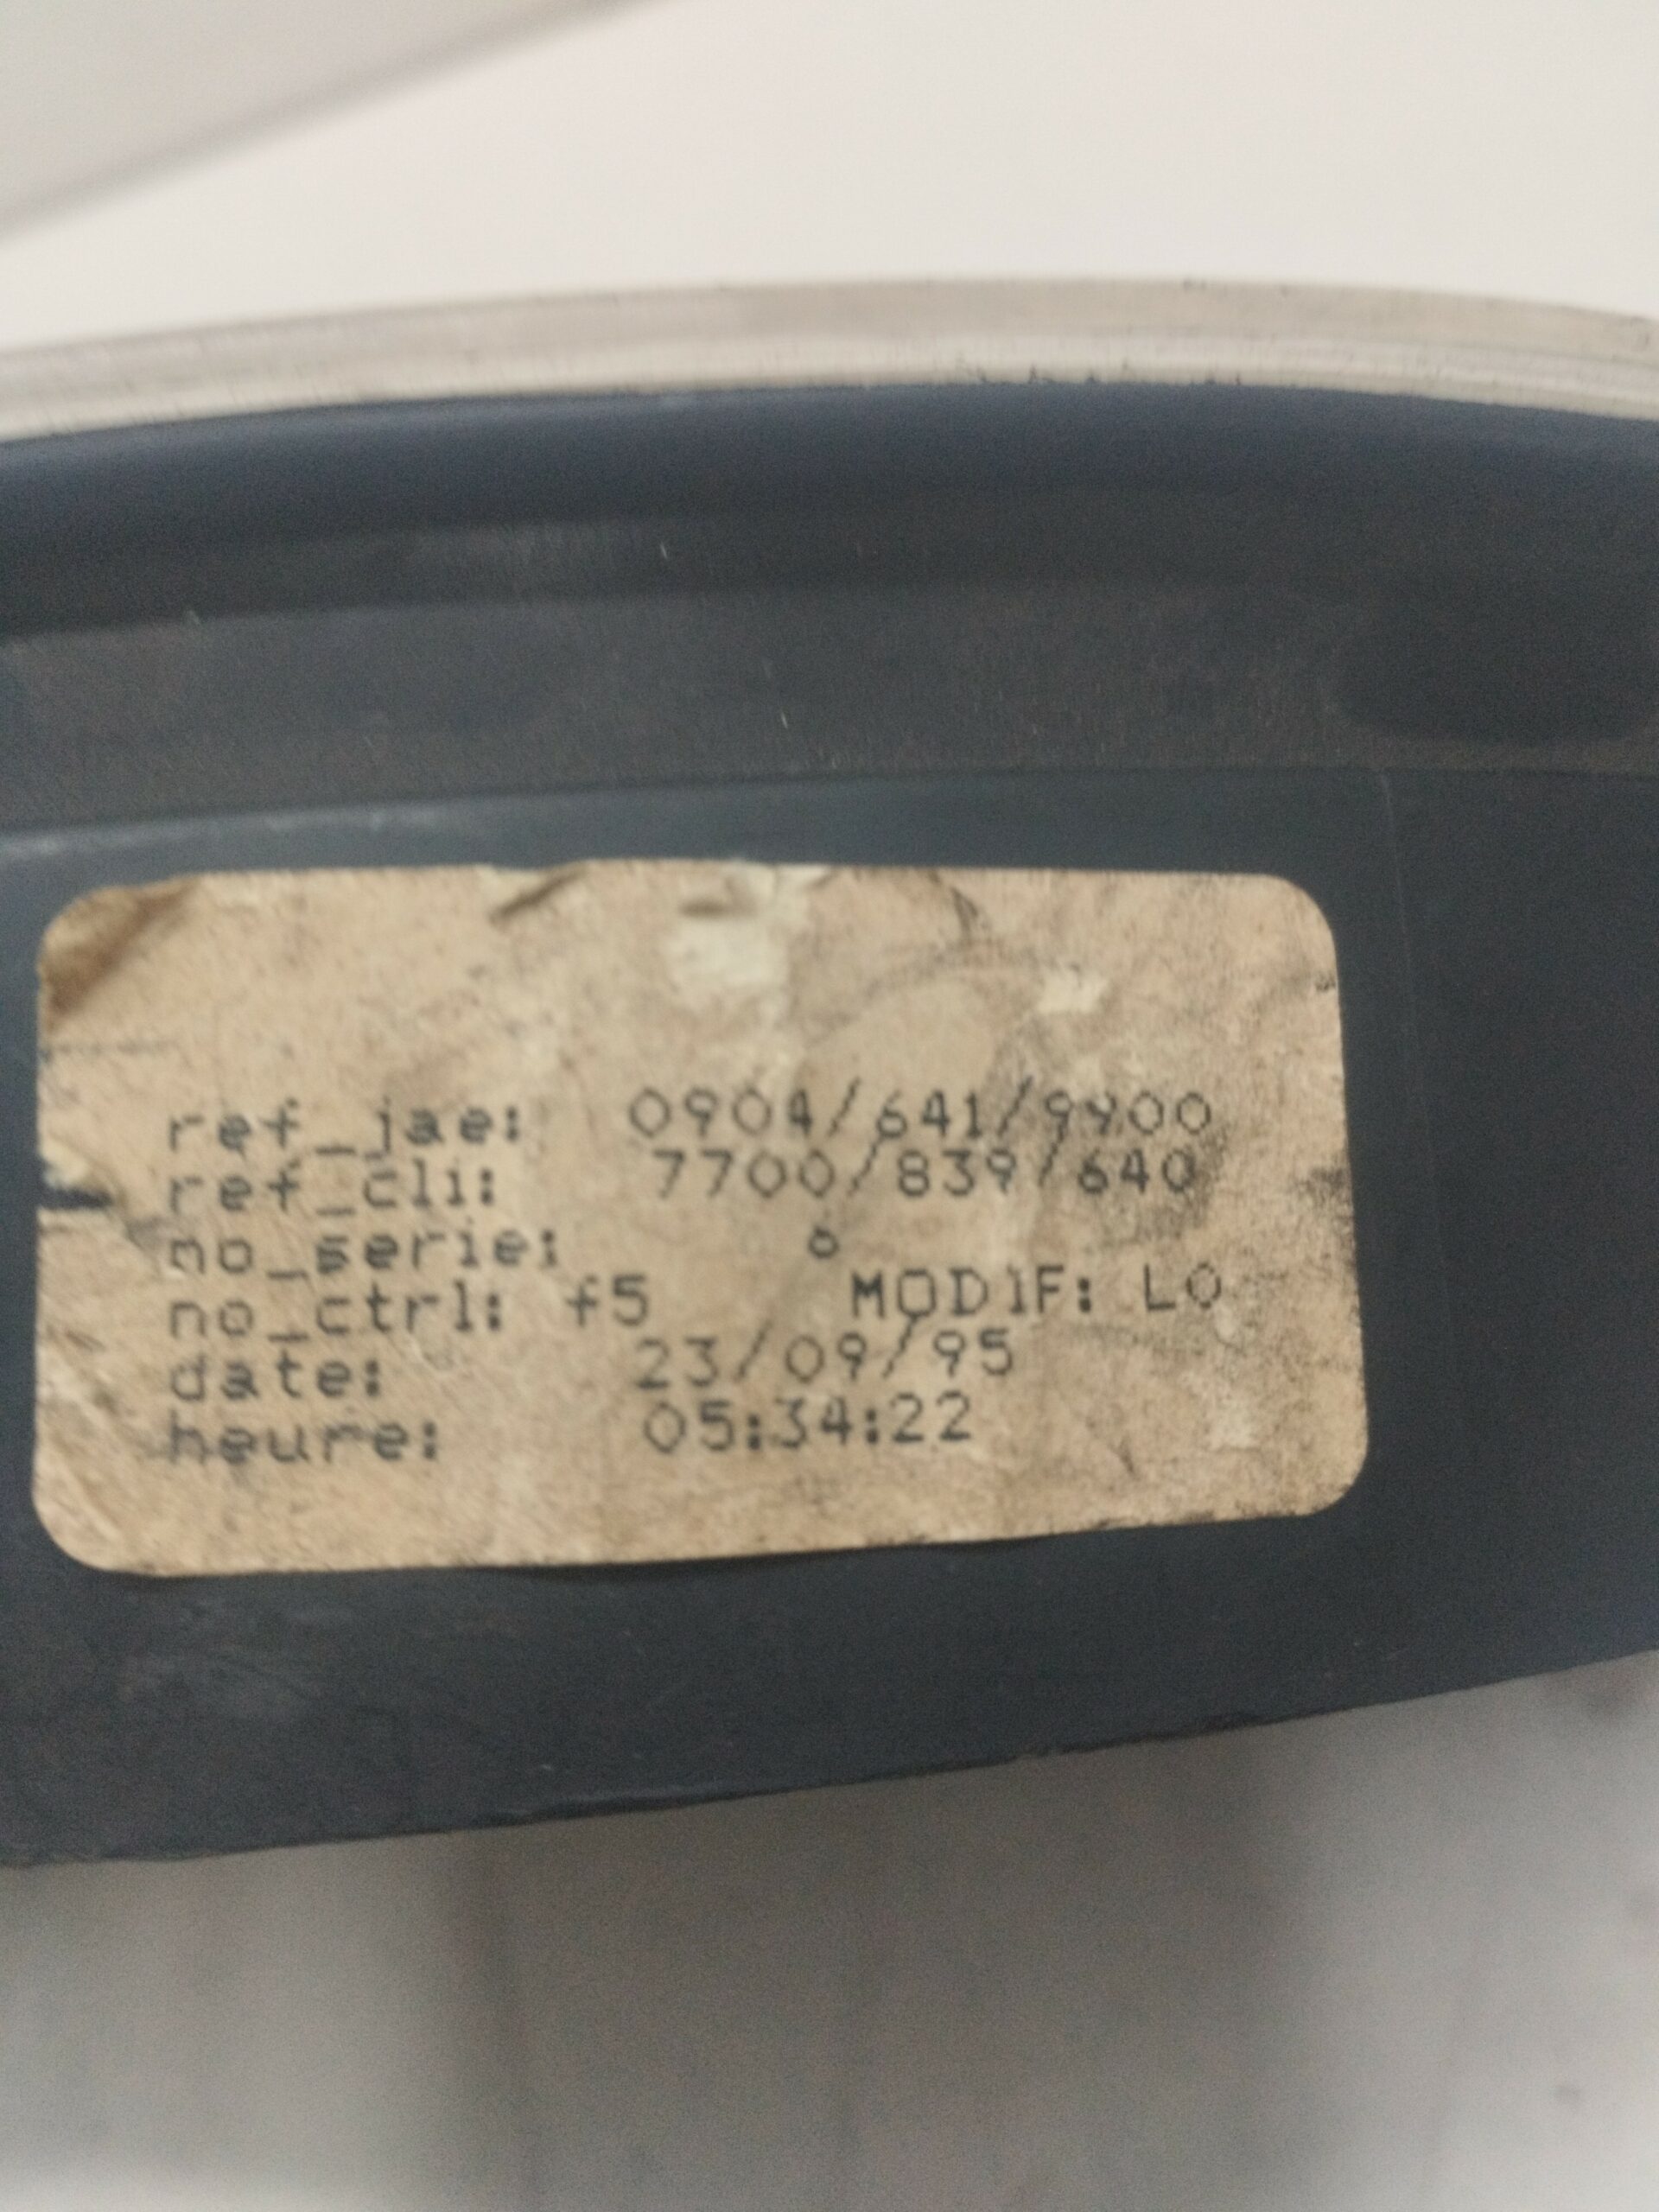 ref_jae: 0904/641/9900
ref_cli: 7700/839/640
no_serie: 6
no_ctrl: f5 MODIF: L0
date: 23/09/95
heure: 05:34:22